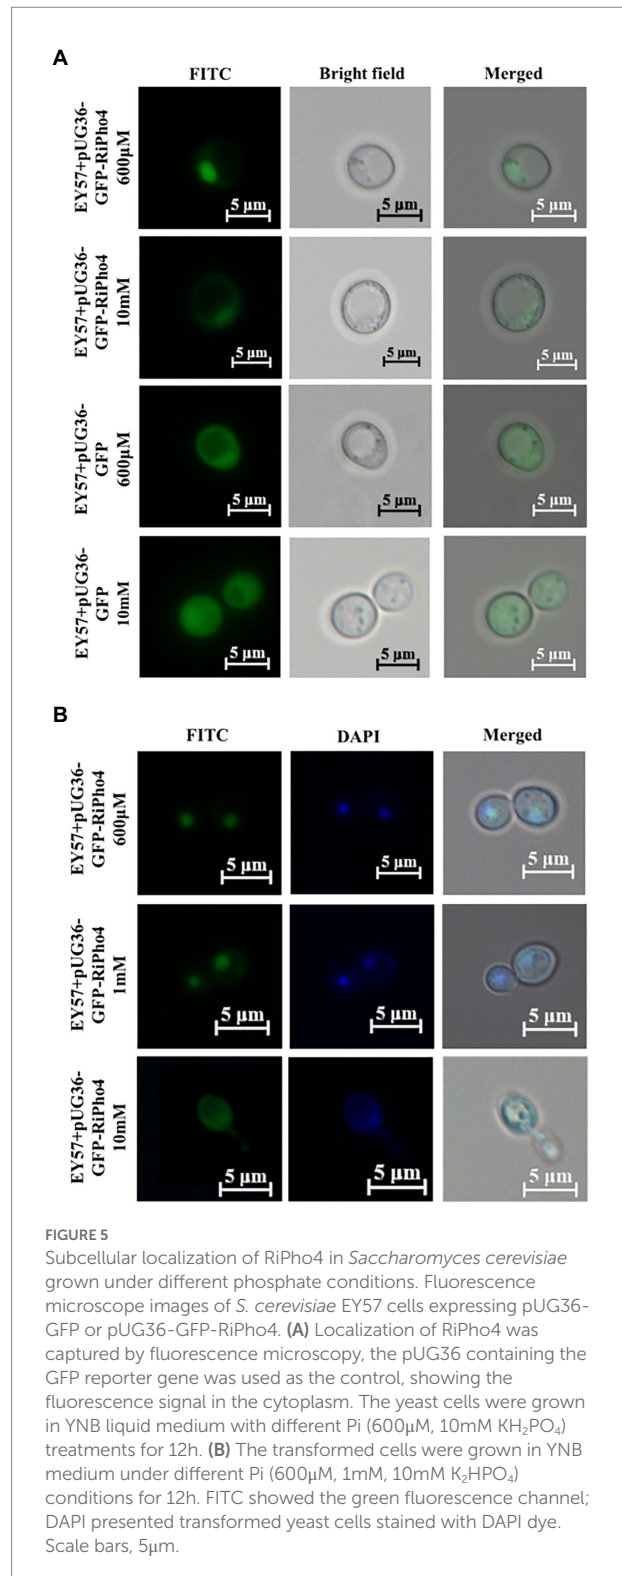 A
FITC Bright field Merged
EY57+pUG36-
GFP-RiPho4
600µM
5 µm 5 µm 5 µm
EY57+pUG36-
GFP-RiPho4
10mM
5 µm 5 µm 5 µm
EY57+pUG36-
GFP
600µM
5 µm 5 µm 5 µm
EY57+pUG36-
GFP
10mM
5 µm 5 µm 5 µm
B
FITC DAPI Merged
EY57+pUG36-
GFP-RiPho4
600µM
5 µm 5 µm 5 µm
EY57+pUG36-
GFP-RiPho4
1mM
5 µm 5 µm 5 µm
EY57+pUG36-
GFP-RiPho4
10mM
5 µm 5 µm 5 µm
FIGURE 5
Subcellular localization of RiPho4 in Saccharomyces cerevisiae
grown under different phosphate conditions. Fluorescence
microscope images of S. cerevisiae EY57 cells expressing pUG36-
GFP or pUG36-GFP-RiPho4. (A) Localization of RiPho4 was
captured by fluorescence microscopy, the pUG36 containing the
GFP reporter gene was used as the control, showing the
fluorescence signal in the cytoplasm. The yeast cells were grown
in YNB liquid medium with different Pi (600µM, 10mM KH₂PO₄)
treatments for 12h. (B) The transformed cells were grown in YNB
medium under different Pi (600µM, 1mM, 10mM K₂HPO₄)
conditions for 12h. FITC showed the green fluorescence channel;
DAPI presented transformed yeast cells stained with DAPI dye.
Scale bars, 5µm.